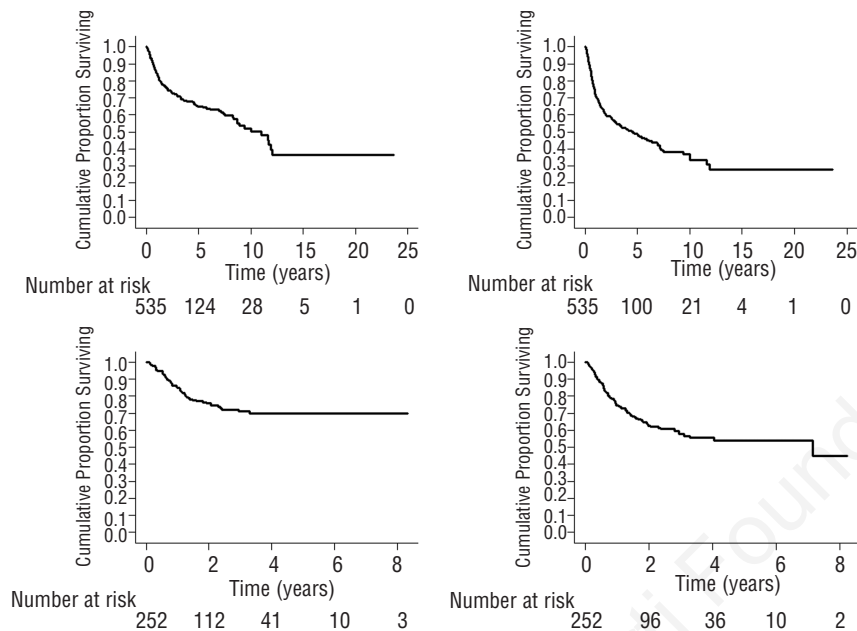 Cumulative Proportion Surviving
1.0
0.9
0.8
0.7
0.6
0.5
0.4
0.3
0.2
0.1
0.0
0 5 10 15 20 25
Time (years)
Number at risk
535 124 28 5 1 0
Cumulative Proportion Surviving
1.0
0.9
0.8
0.7
0.6
0.5
0.4
0.3
0.2
0.1
0.0
0 5 10 15 20 25
Time (years)
Number at risk
535 100 21 4 1 0
Cumulative Proportion Surviving
1.0
0.9
0.8
0.7
0.6
0.5
0.4
0.3
0.2
0.1
0.0
0 2 4 6 8
Time (years)
Number at risk
252 112 41 10 3
Cumulative Proportion Surviving
1.0
0.9
0.8
0.7
0.6
0.5
0.4
0.3
0.2
0.1
0.0
0 2 4 6 8
Time (years)
Number at risk
252 96 36 10 2